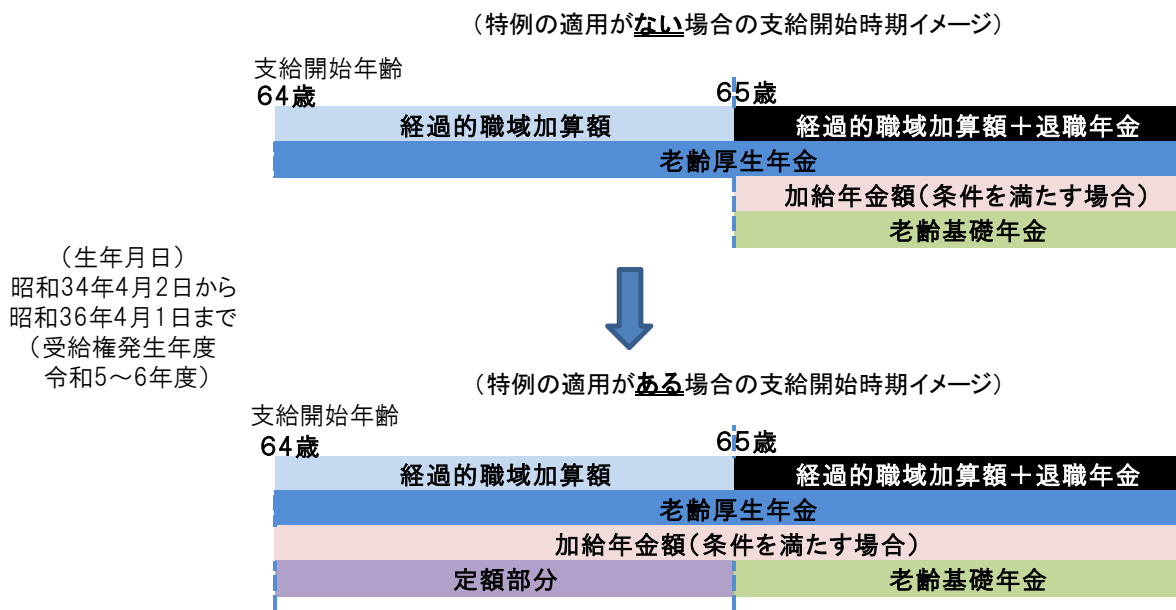 （特例の適用がない場合の支給開始時期イメージ）
支給開始年齢
64歳
65歳
経過的職域加算額
経過的職域加算額＋退職年金
老齢厚生年金
加給年金額（条件を満たす場合）
老齢基礎年金
（生年月日）
昭和34年4月2日から
昭和36年4月1日まで
（受給権発生年度
令和5～6年度）
（特例の適用がある場合の支給開始時期イメージ）
支給開始年齢
64歳
65歳
経過的職域加算額
経過的職域加算額＋退職年金
老齢厚生年金
加給年金額（条件を満たす場合）
定額部分
老齢基礎年金